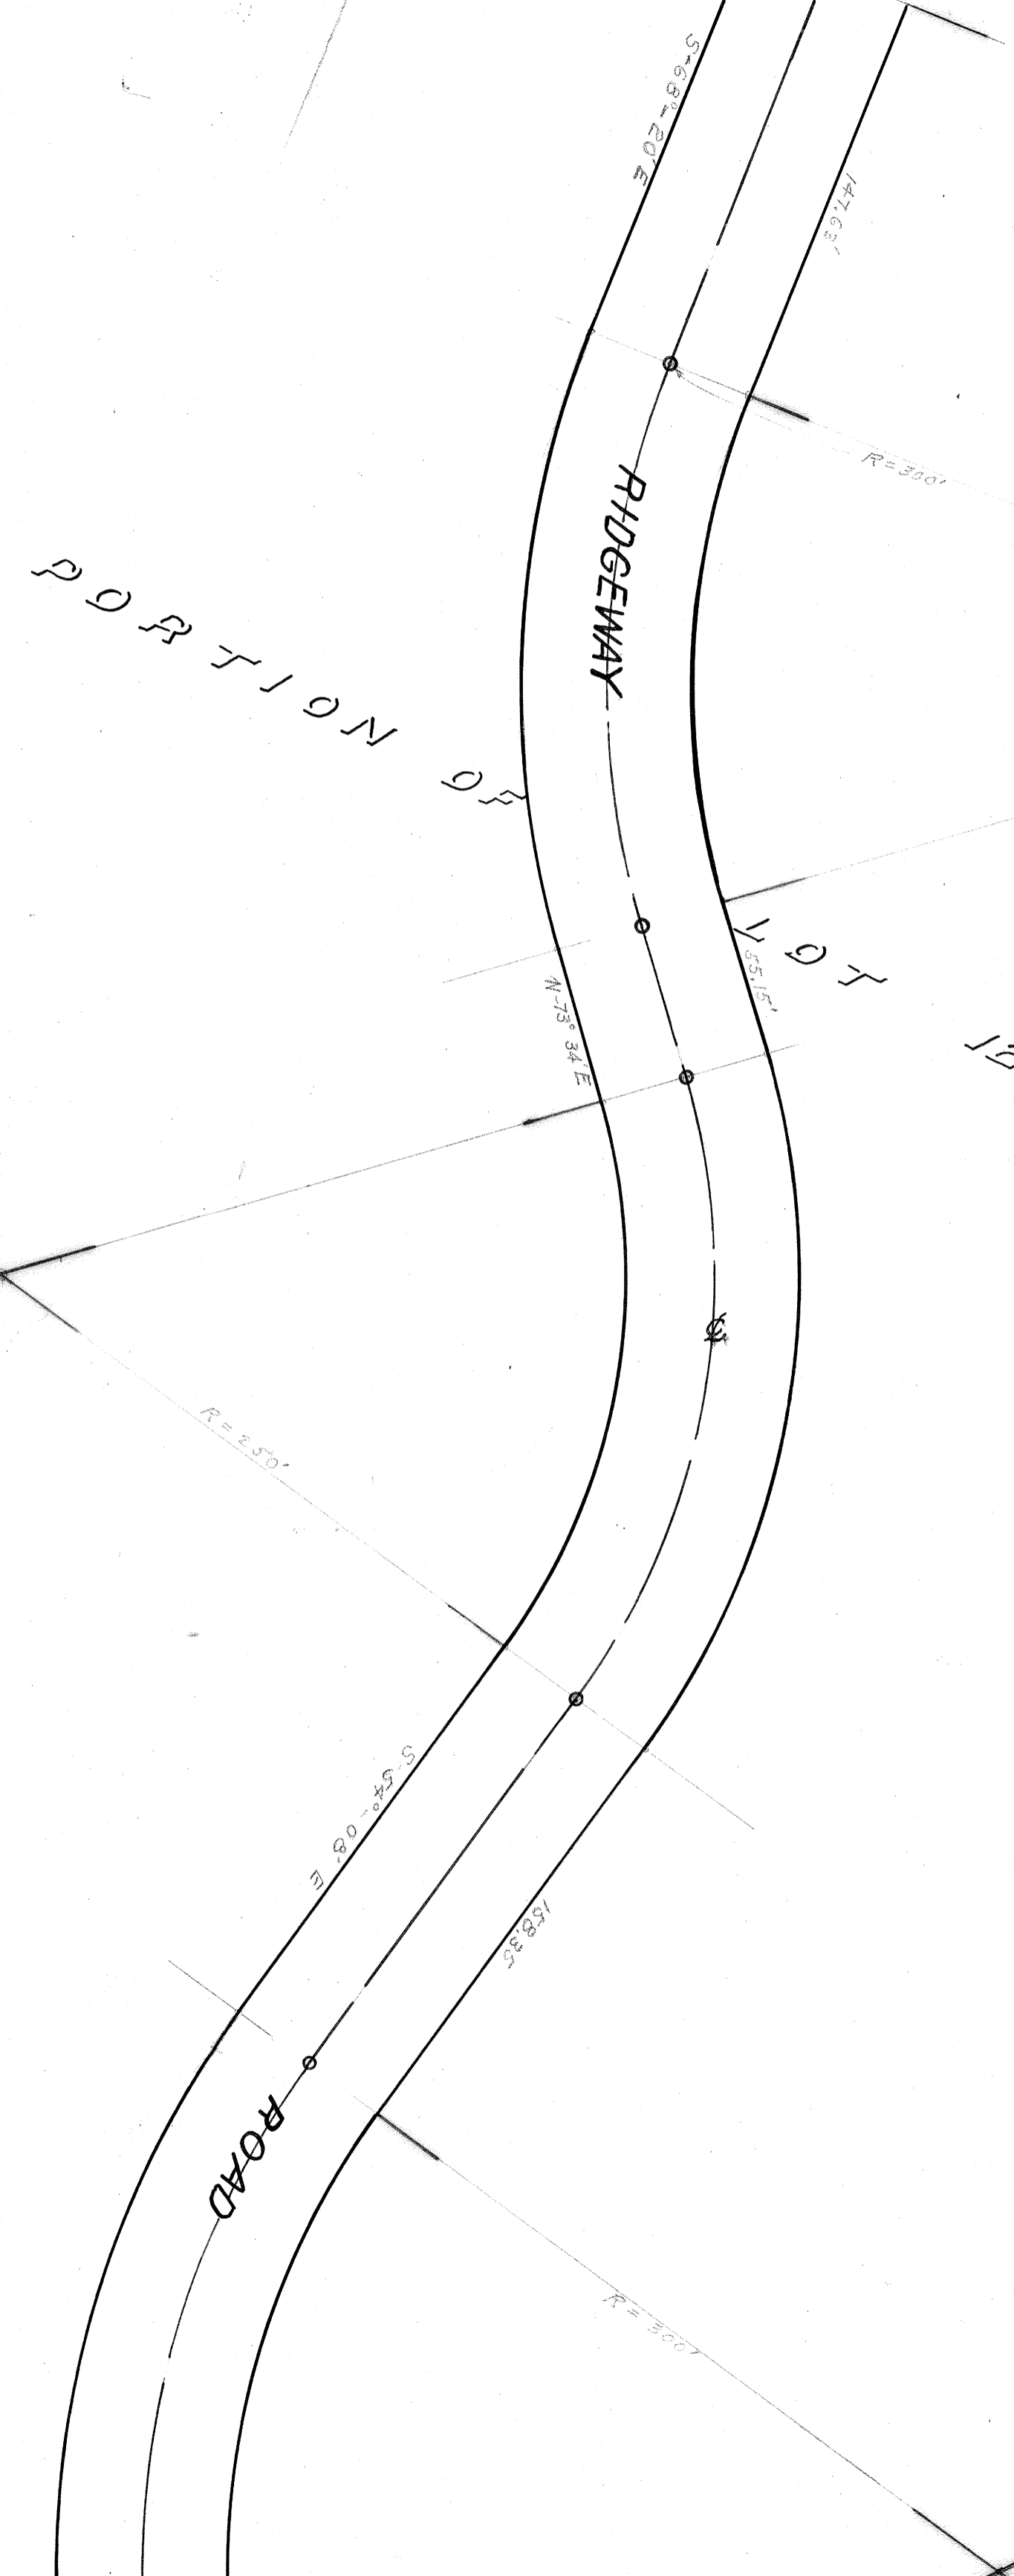 S-68°-20' E
147.63'
R=300'
RIDGEWAY
PORTION OF LOT 12
55.15'
N-73° 34' E
℄
R=250'
S-54°-08' E
158.35
ROAD
R=300'